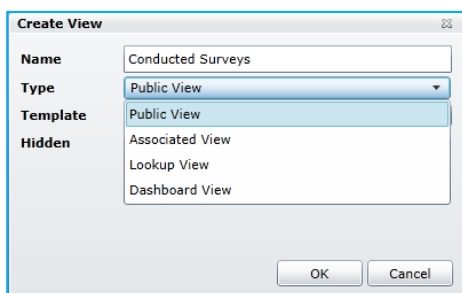 Create View
Name Conducted Surveys
Type Public View
Template Public View
Hidden Associated View
Lookup View
Dashboard View
OK Cancel